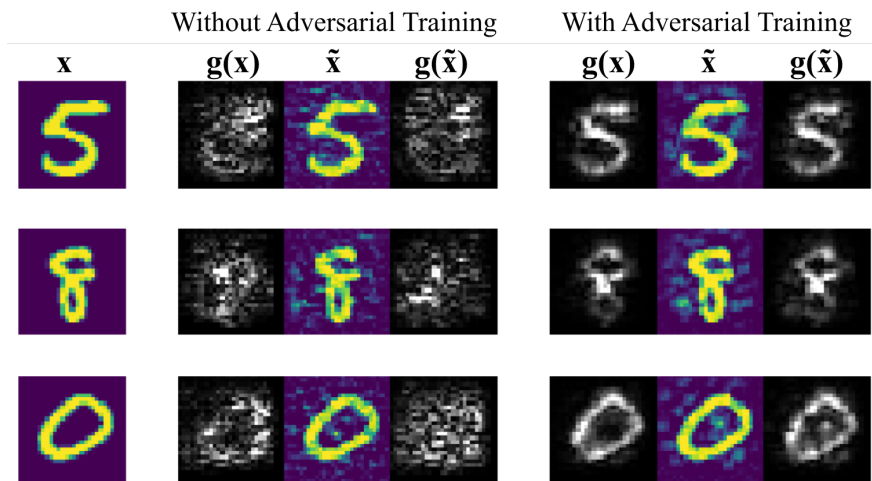 Without Adversarial Training With Adversarial Training
x g(x) x̃ g(x̃) g(x) x̃ g(x̃)